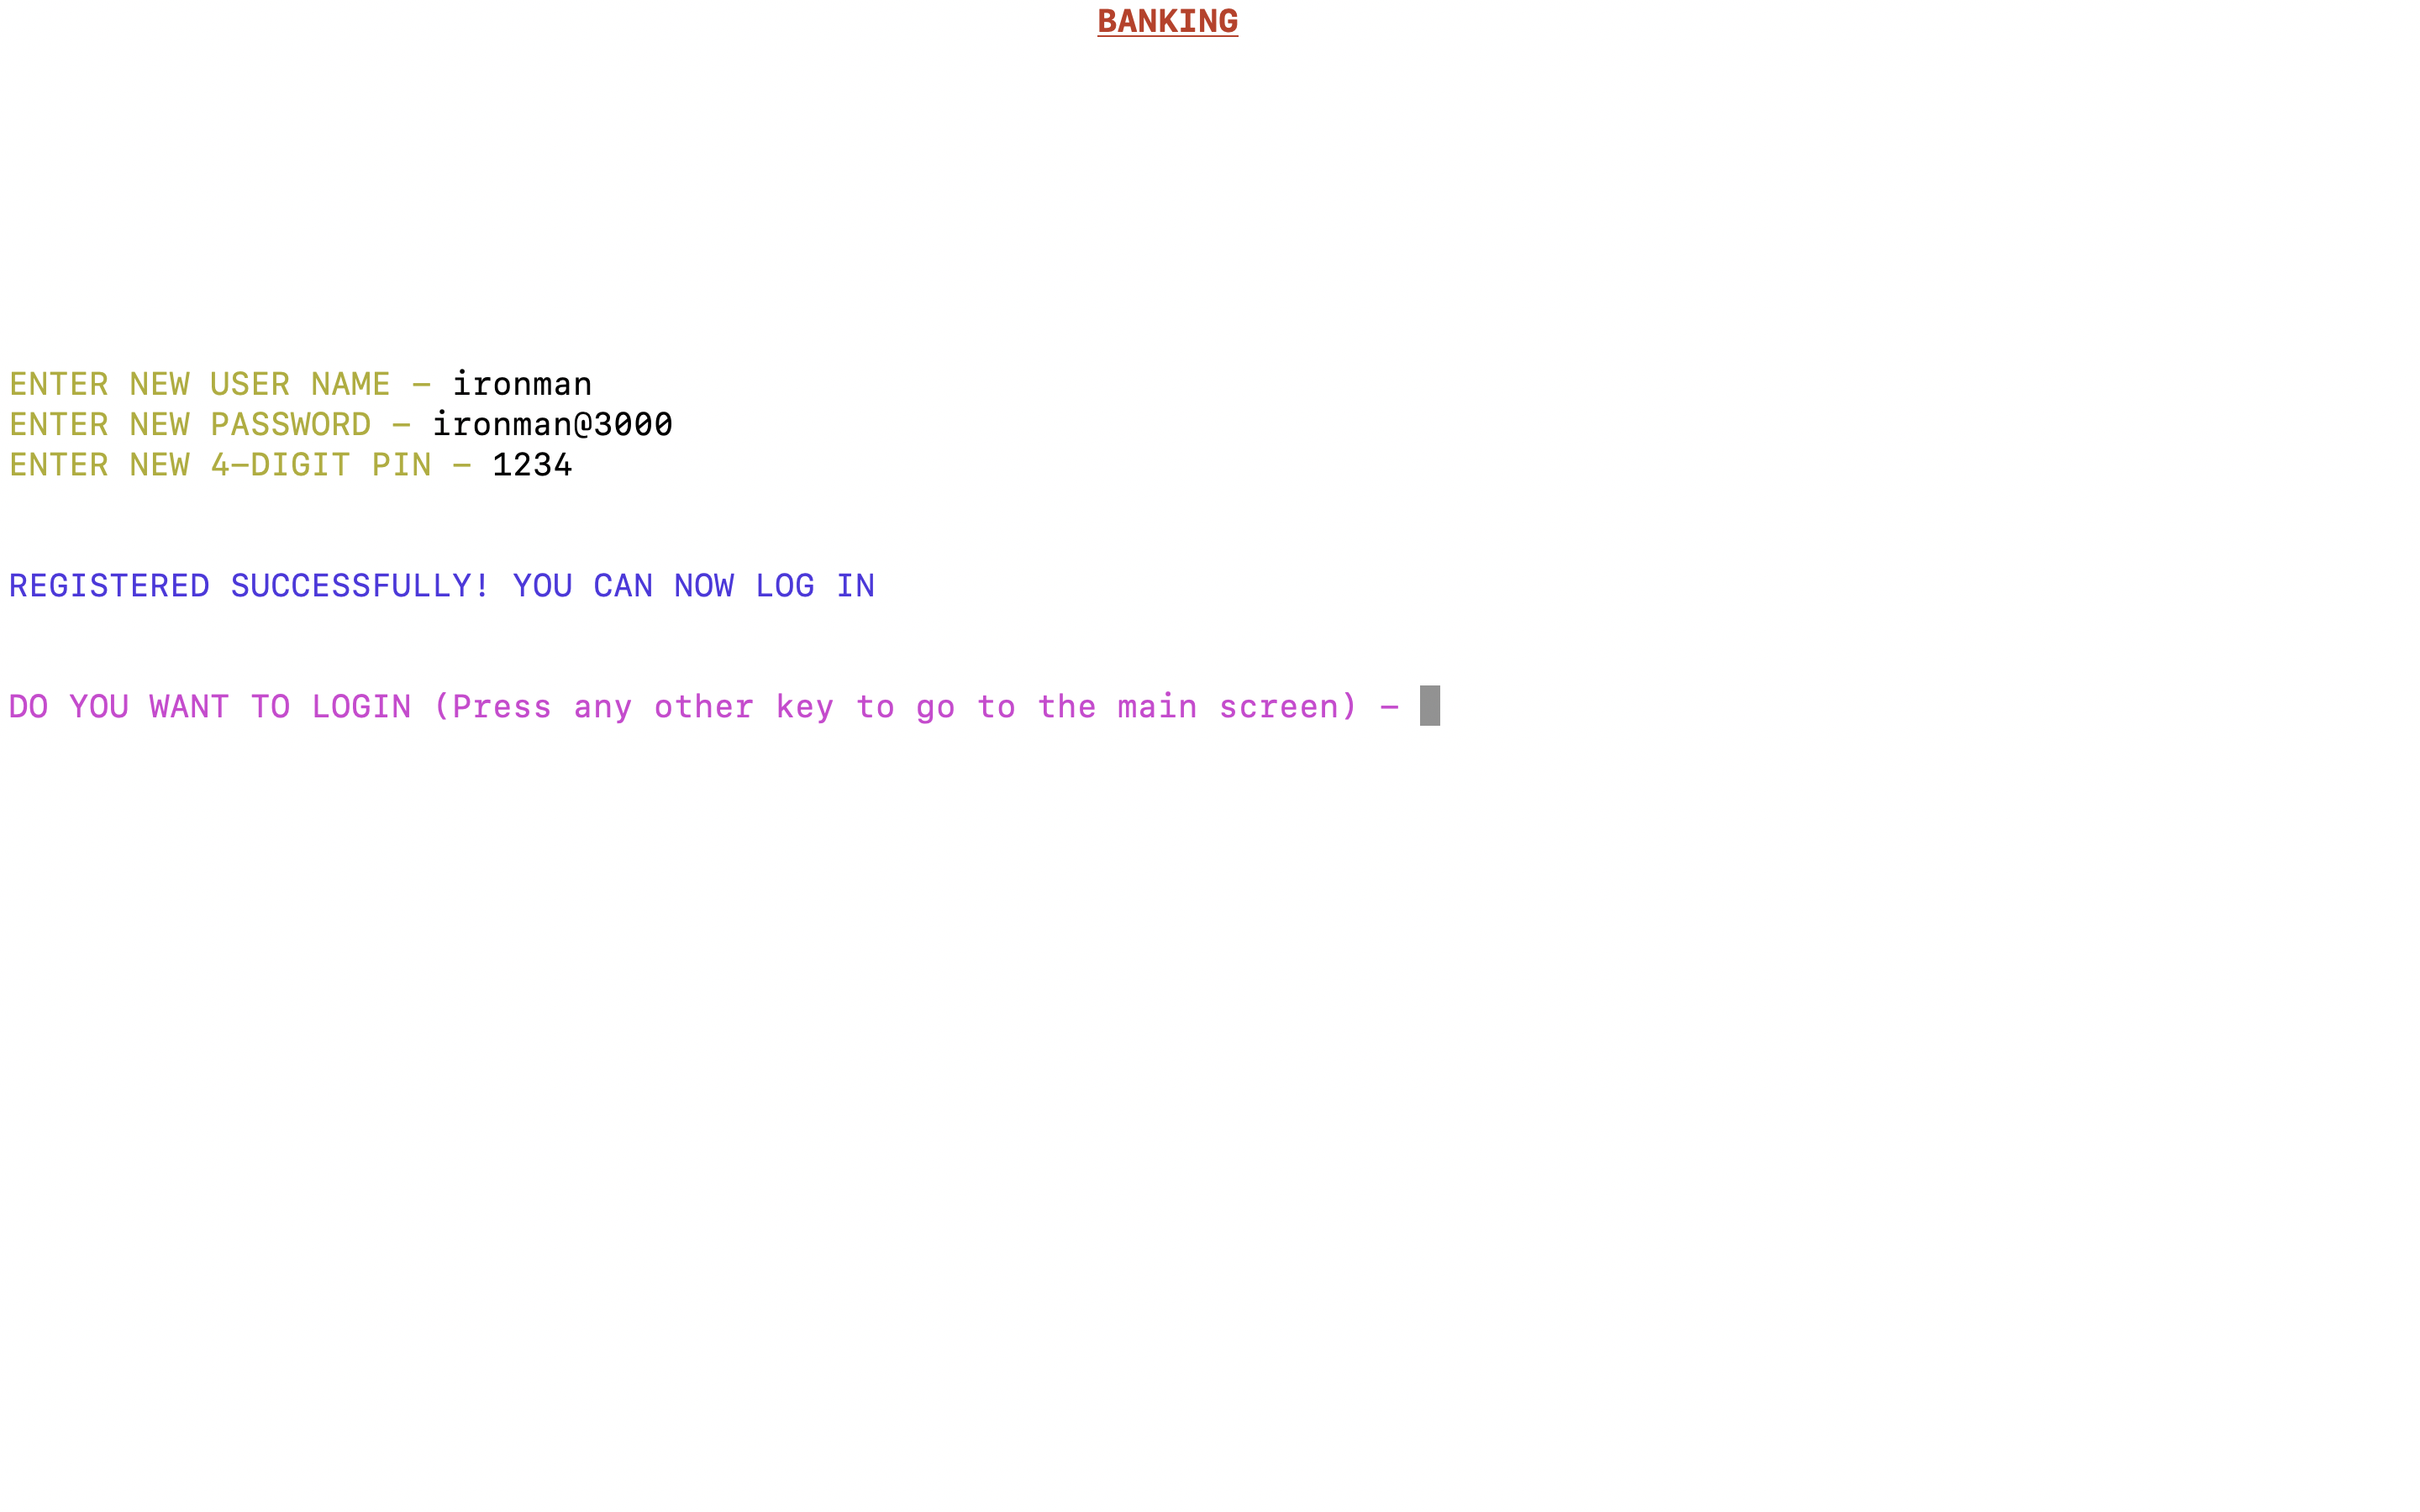 BANKING
ENTER NEW USER NAME - ironman
ENTER NEW PASSWORD - ironman@3000
ENTER NEW 4-DIGIT PIN - 1234
REGISTERED SUCCESSFULLY! YOU CAN NOW LOG IN
DO YOU WANT TO LOGIN (Press any other key to go to the main screen) -